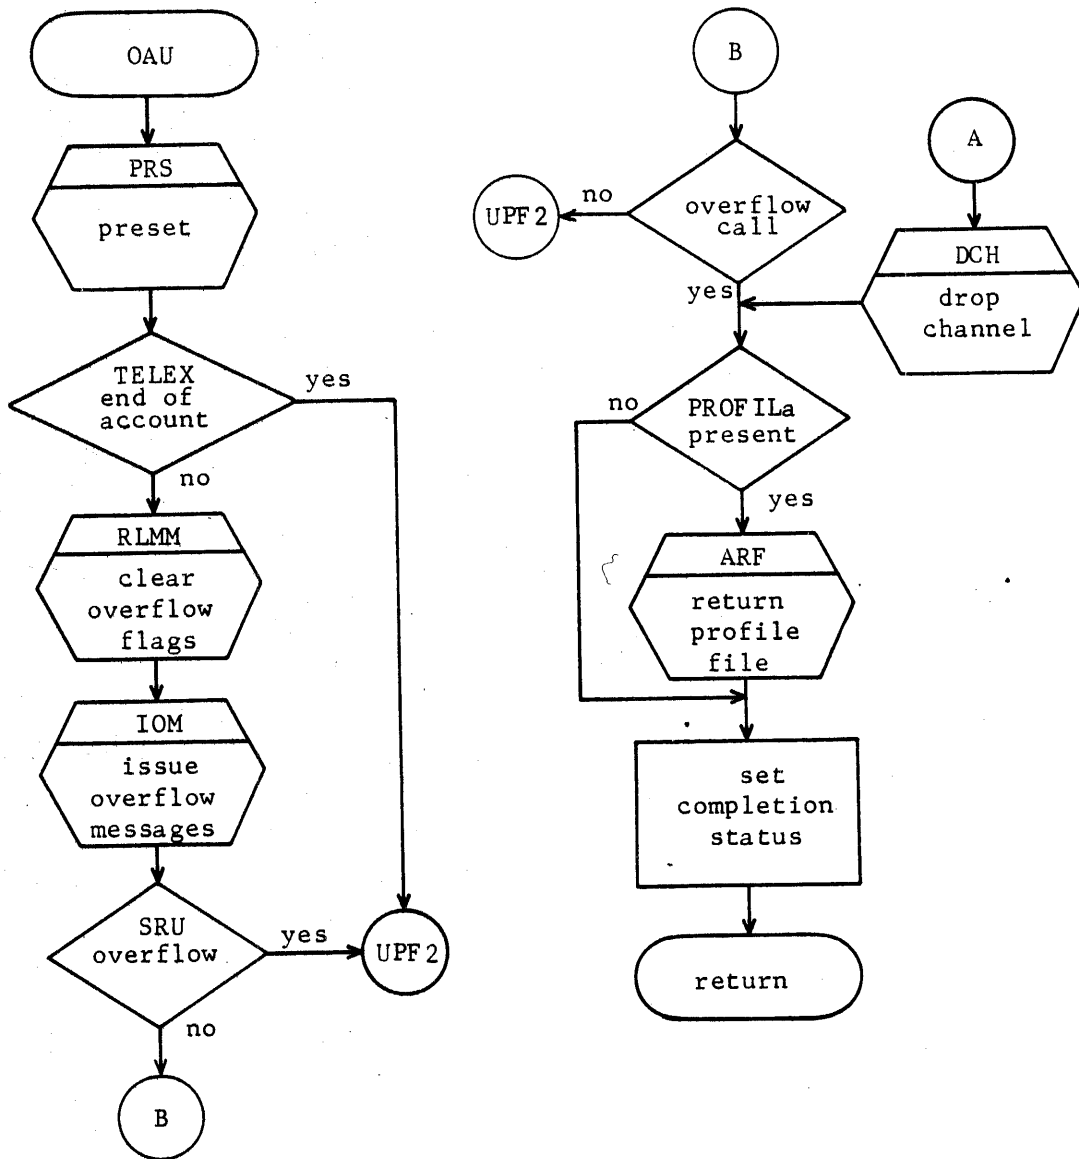 OAU
PRS
preset
TELEX
end of
account
yes
no
RLMM
clear
overflow
flags
IOM
issue
overflow
messages
SRU
overflow
yes
UPF2
no
B
B
overflow
call
no
UPF2
yes
A
DCH
drop
channel
PROFILa
present
no
yes
ARF
return
profile
file
set
completion
status
return